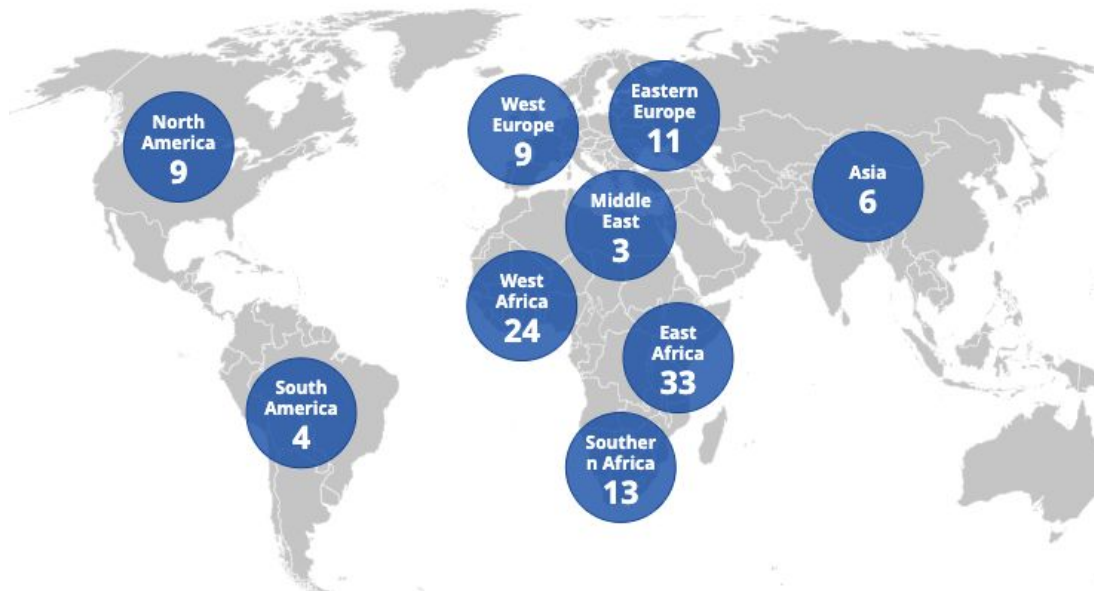 North
America
9
West
Europe
9
Eastern
Europe
11
Asia
6
Middle
East
3
West
Africa
24
East
Africa
33
South
America
4
Souther
n Africa
13